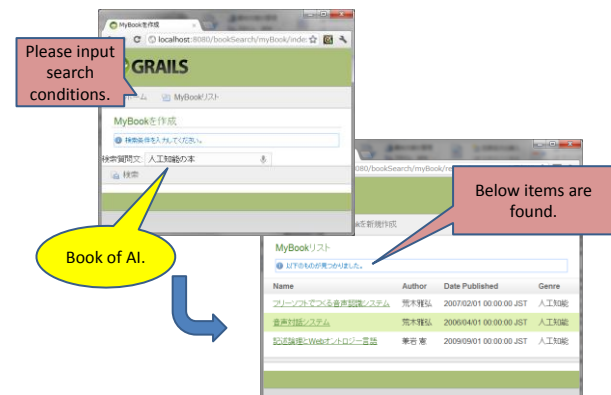 MyBookを作成
localhost:8080/bookSearch/myBook/inde
Please input
search
conditions.
GRAILS
ホーム
MyBookリスト
MyBookを作成
検索条件を入力してください。
検索質問文:
人工知能の本
検索
Book of AI.
080/bookSearch/myBook/re
Below items are
found.
kを新規作成
MyBookリスト
以下のものが見つかりました。
Name Author Date Published Genre
フリーソフトでつくる音声認識システム 荒木雅弘 2007/02/01 00:00:00 JST 人工知能
音声対話システム 荒木雅弘 2006/04/01 00:00:00 JST 人工知能
記述論理とWebオントロジー言語 兼岩 憲 2009/09/01 00:00:00 JST 人工知能